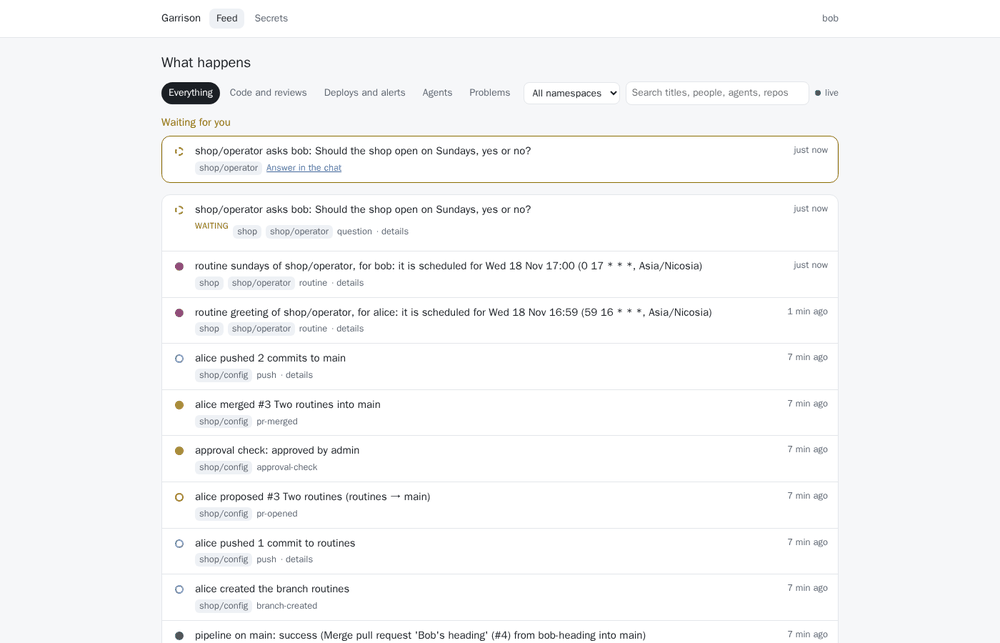 Garrison Feed Secrets bob
What happens
Everything Code and reviews Deploys and alerts Agents Problems All namespaces Search titles, people, agents, repos live
Waiting for you
shop/operator asks bob: Should the shop open on Sundays, yes or no? just now
shop/operator Answer in the chat
shop/operator asks bob: Should the shop open on Sundays, yes or no? just now
WAITING shop shop/operator question · details
routine sundays of shop/operator, for bob: it is scheduled for Wed 18 Nov 17:00 (0 17 * * *, Asia/Nicosia) just now
shop shop/operator routine · details
routine greeting of shop/operator, for alice: it is scheduled for Wed 18 Nov 16:59 (59 16 * * *, Asia/Nicosia) 1 min ago
shop shop/operator routine · details
alice pushed 2 commits to main 7 min ago
shop/config push · details
alice merged #3 Two routines into main 7 min ago
shop/config pr-merged
approval check: approved by admin 7 min ago
shop/config approval-check
alice proposed #3 Two routines (routines → main) 7 min ago
shop/config pr-opened
alice pushed 1 commit to routines 7 min ago
shop/config push · details
alice created the branch routines 7 min ago
shop/config branch-created
pipeline on main: success (Merge pull request 'Bob's heading' (#4) from bob-heading into main) 7 min ago